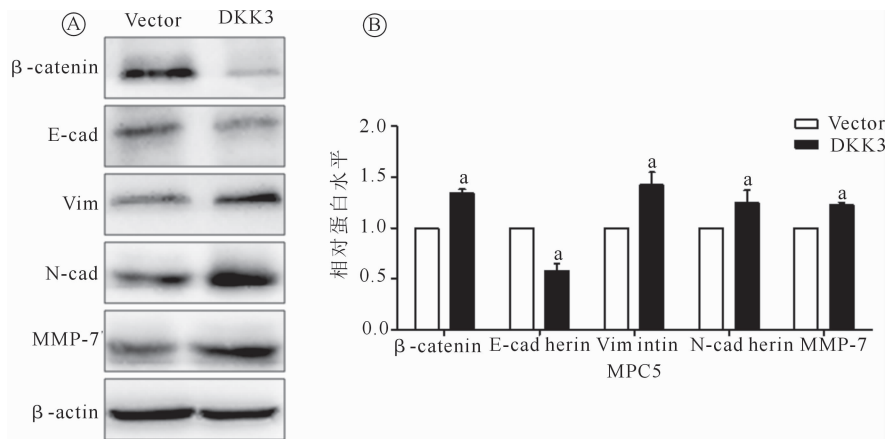 Ⓐ
Vector DKK3
β-catenin
E-cad
Vim
N-cad
MMP-7'
β-actin
Ⓑ
Vector
DKK3
相对蛋白水平
2.0
1.5
1.0
0.5
0.0
a a a a a
β-catenin E-cad herin Vim intin N-cad herin MMP-7
MPC5